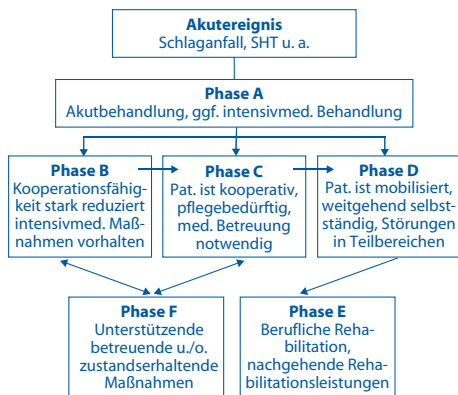 Akutereignis
Schlaganfall, SHT u. a.
Phase A
Akutbehandlung, ggf. intensivmed. Behandlung
Phase B
Kooperationsfähig-
keit stark reduziert
intensivmed. Maß-
nahmen vorhalten
Phase C
Pat. ist kooperativ,
pflegebedürftig,
med. Betreuung
notwendig
Phase D
Pat. ist mobilisiert,
weitgehend selbst-
ständig, Störungen
in Teilbereichen
Phase F
Unterstützende
betreuende u./o.
zustandserhaltende
Maßnahmen
Phase E
Berufliche Reha-
bilitation,
nachgehende Reha-
bilitationsleistungen